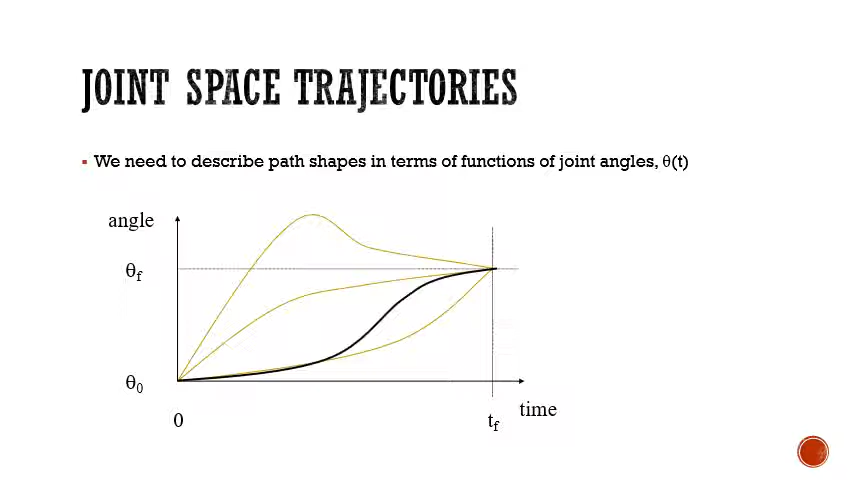 JOINT SPACE TRAJECTORIES
▪ We need to describe path shapes in terms of functions of joint angles, θ(t)
angle
θf
θ0
0
tf
time